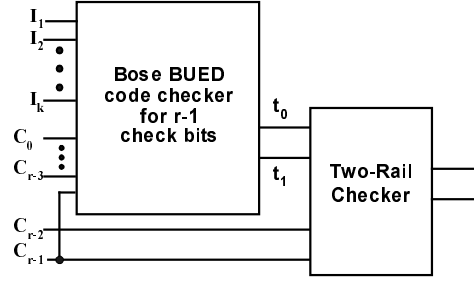 I1
I2
Ik
C0
Cr-3
Cr-2
Cr-1
Bose BUED
code checker
for r-1
check bits
t0
t1
Two-Rail
Checker